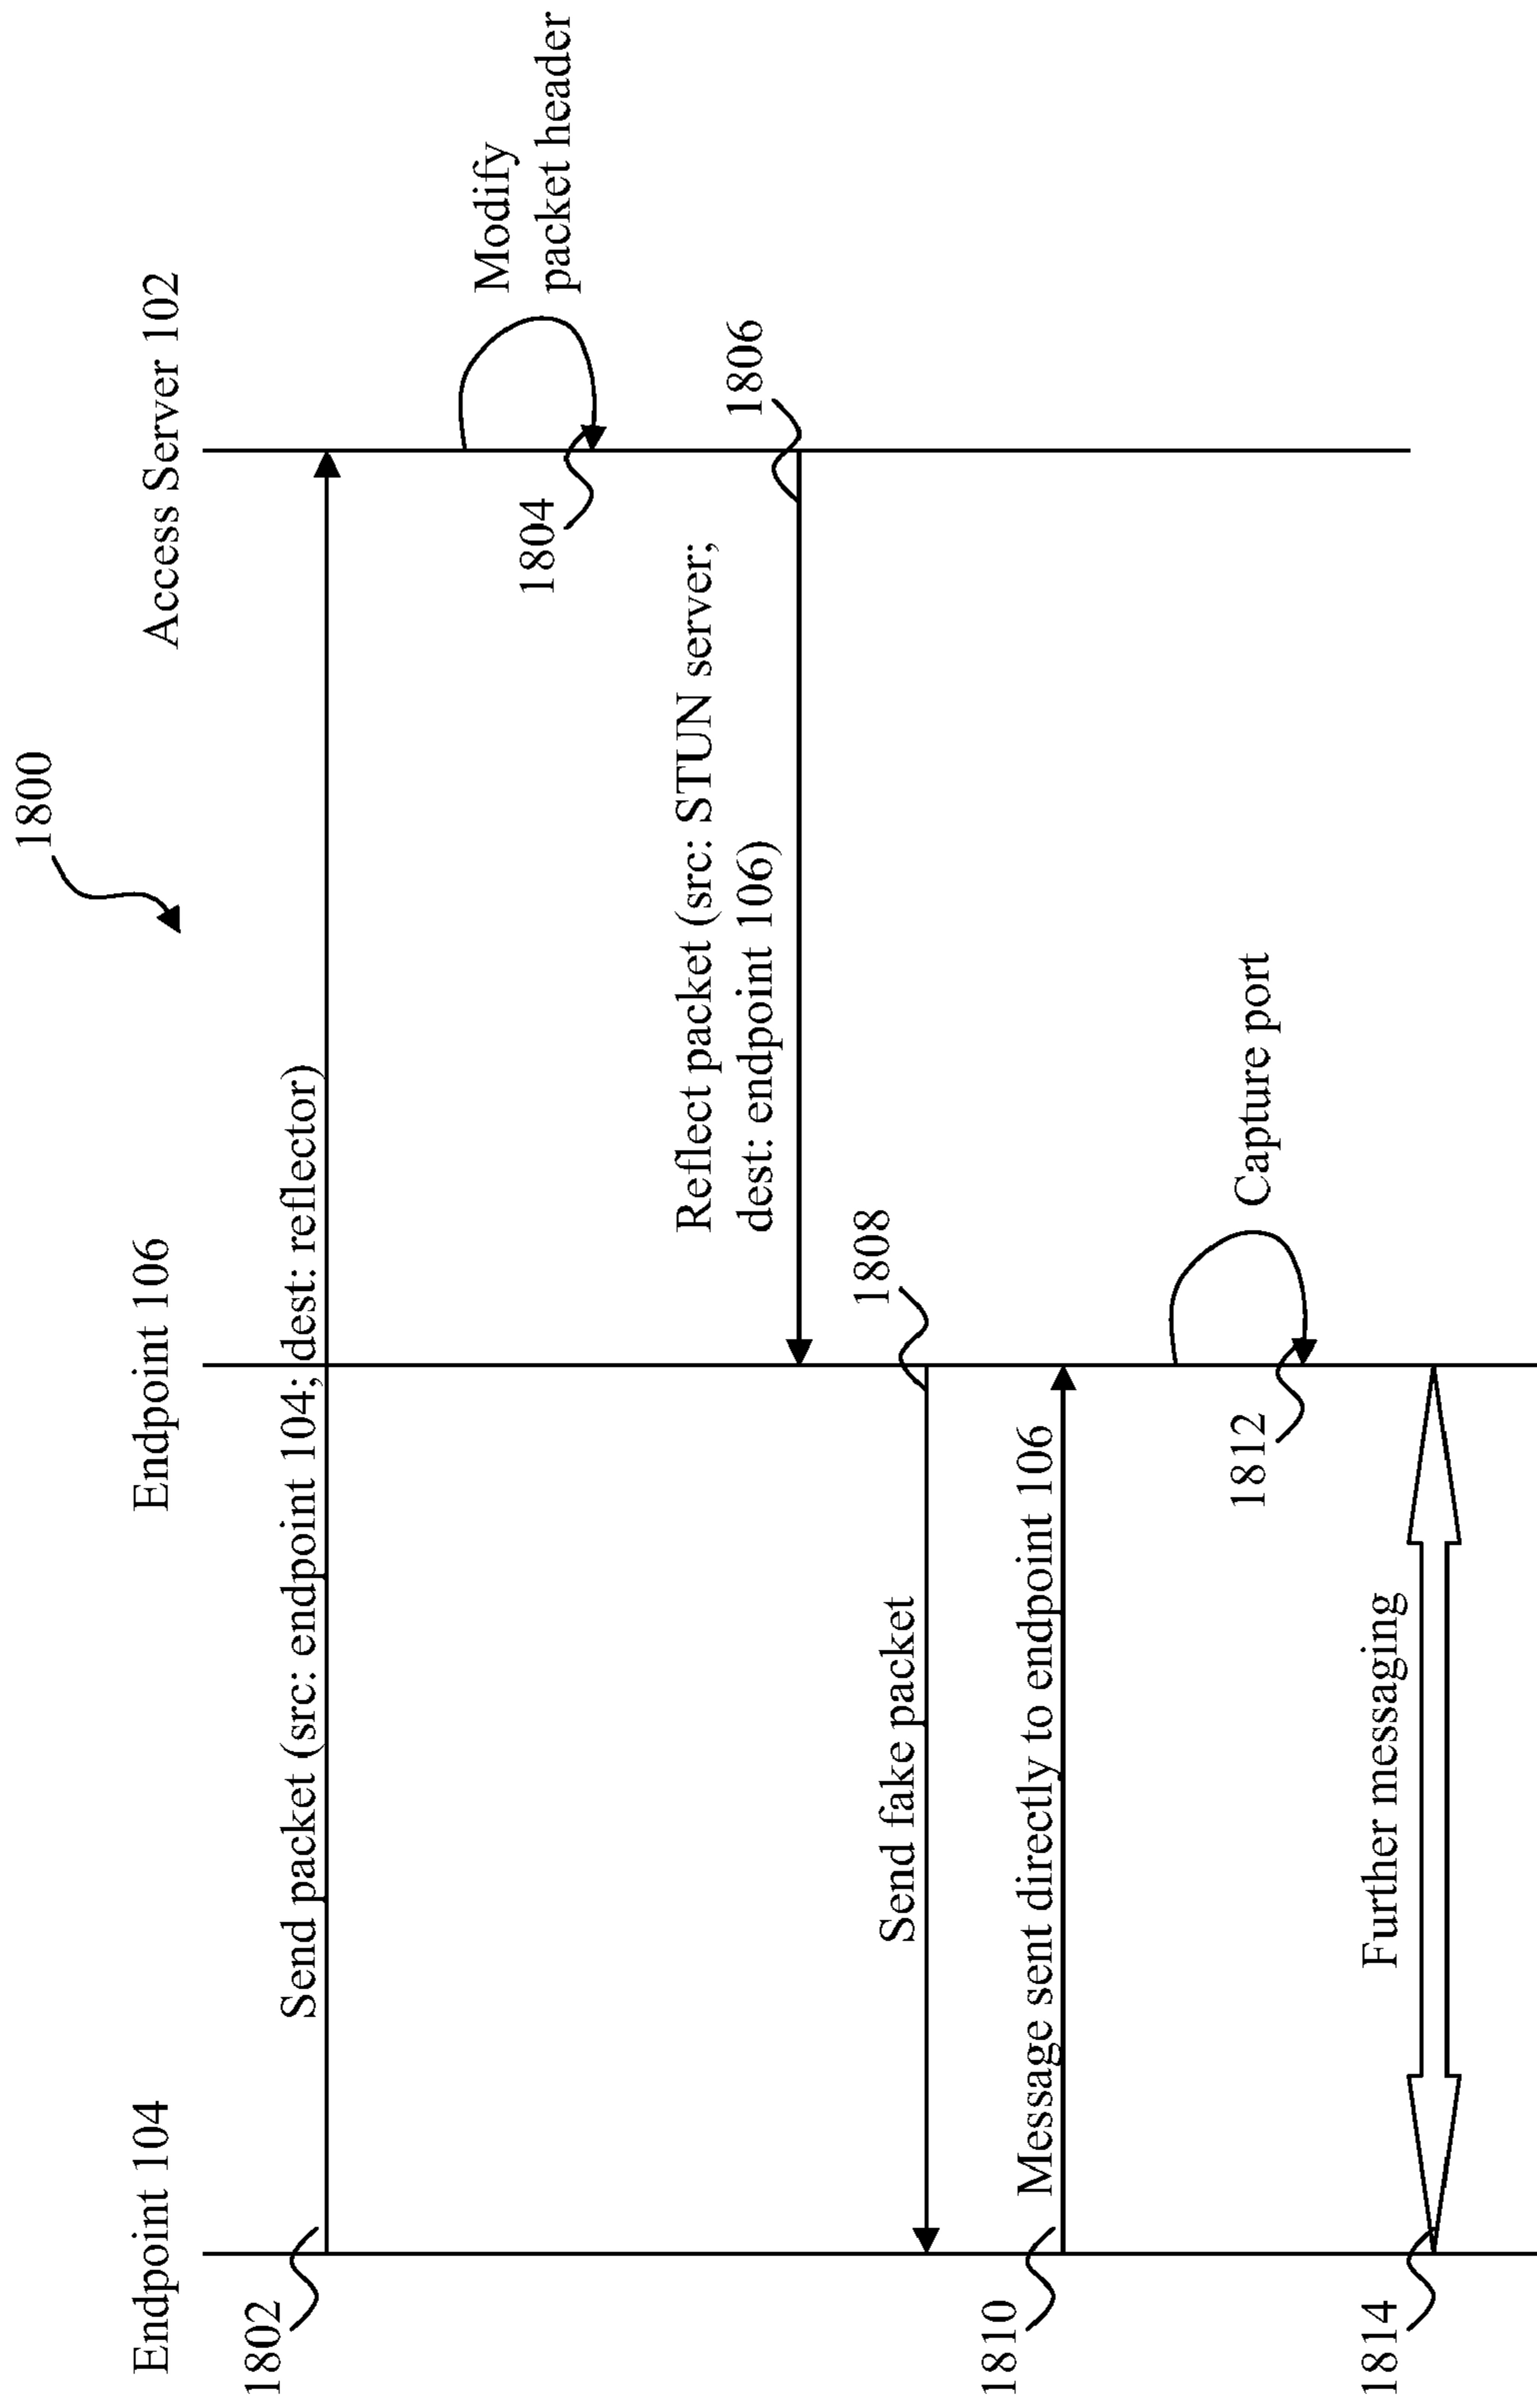 1800
Endpoint 104
Endpoint 106
Access Server 102
1802
Send packet (src: endpoint 104; dest: reflector)
Modify
packet header
1804
Reflect packet (src: STUN server;
dest: endpoint 106)
1806
1808
Send fake packet
1810
Message sent directly to endpoint 106
Capture port
1812
Further messaging
1814